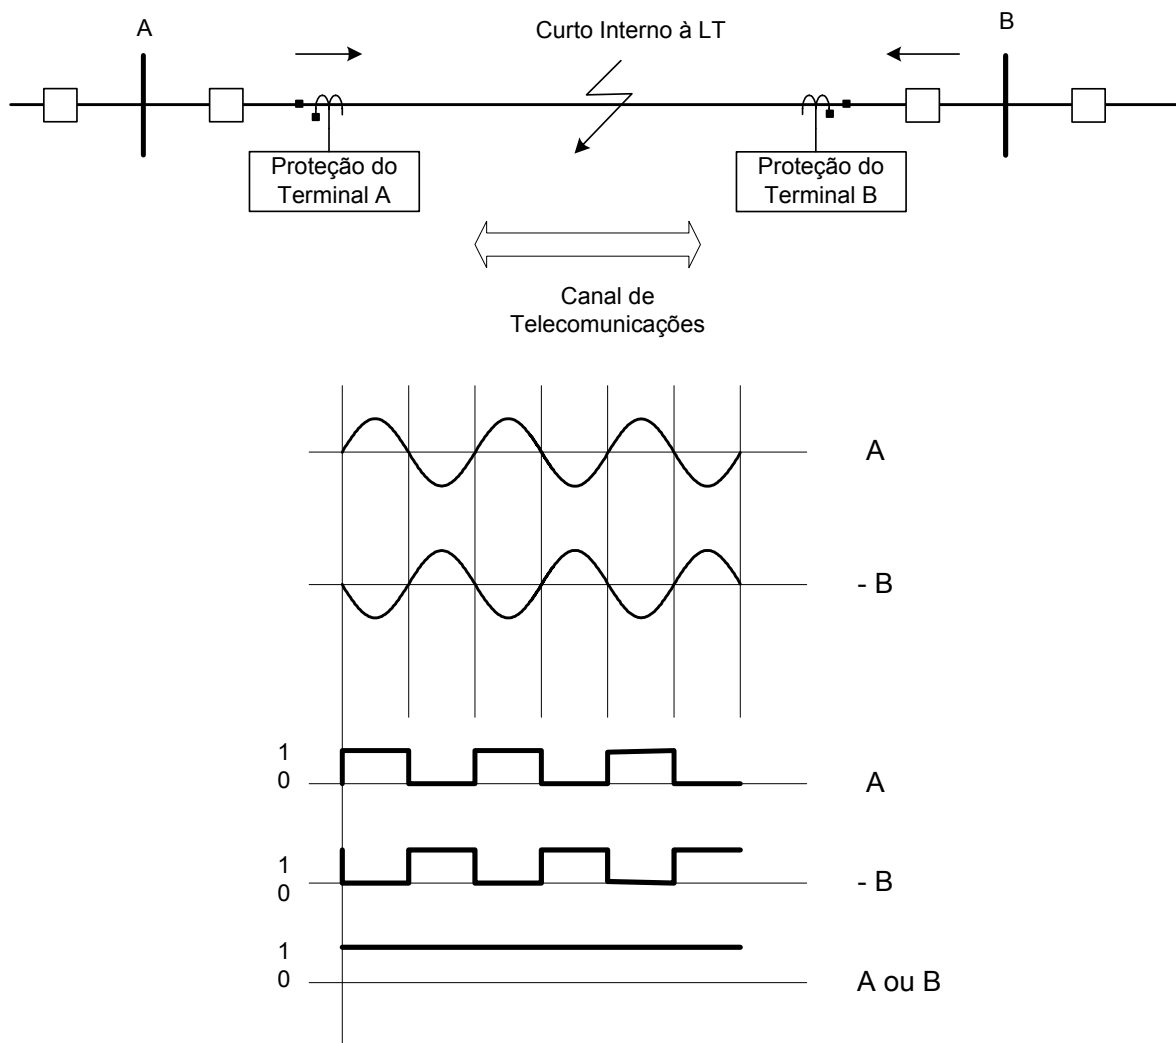 A
Curto Interno à LT
B
Proteção do
Terminal A
Proteção do
Terminal B
Canal de
Telecomunicações
A
- B
1
0
A
1
0
- B
1
0
A ou B